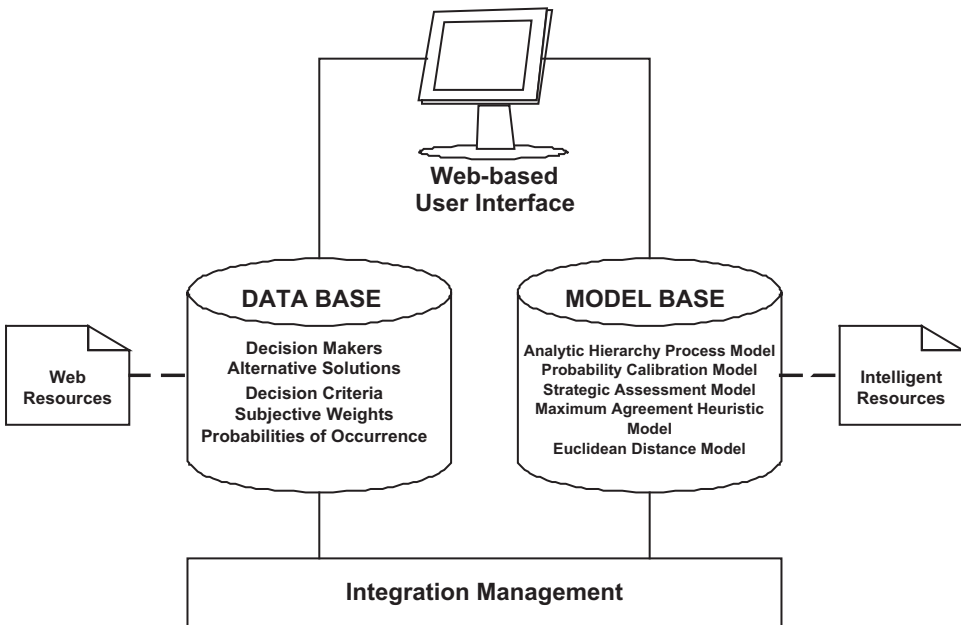 Web-based
User Interface
DATA BASE
Decision Makers
Alternative Solutions
Decision Criteria
Subjective Weights
Probabilities of Occurrence
MODEL BASE
Analytic Hierarchy Process Model
Probability Calibration Model
Strategic Assessment Model
Maximum Agreement Heuristic
Model
Euclidean Distance Model
Web
Resources
Intelligent
Resources
Integration Management